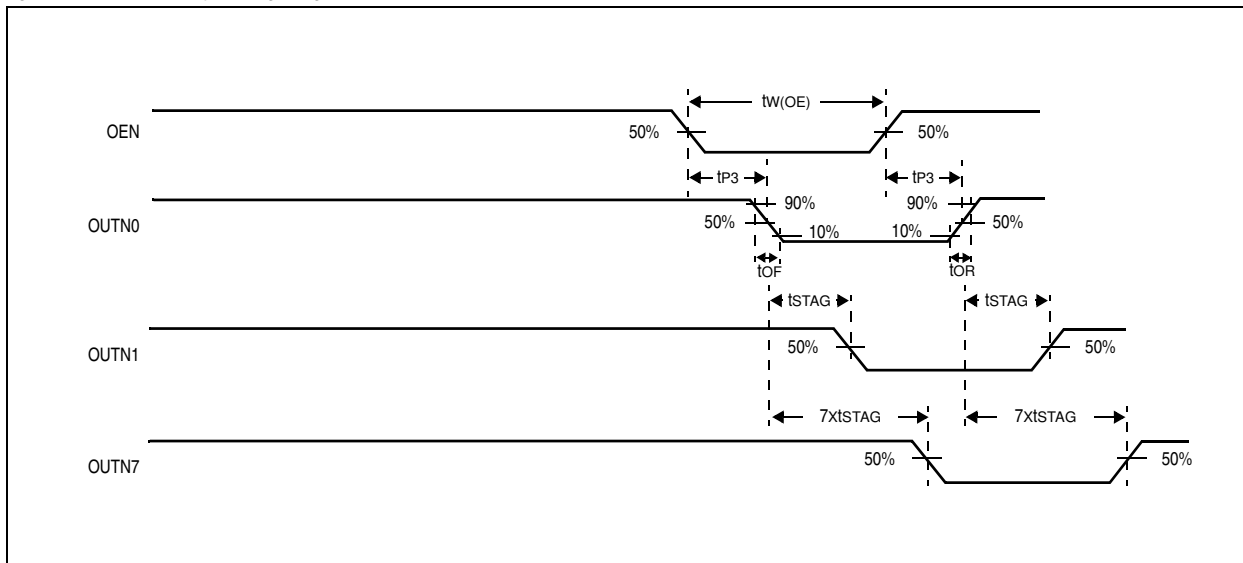 tW(OE)
OEN
50%
50%
tP3
tP3
90%
90%
OUTN0
50%
50%
10%
10%
tOF
tOR
tSTAG
tSTAG
OUTN1
50%
50%
7XtSTAG
7XtSTAG
OUTN7
50%
50%